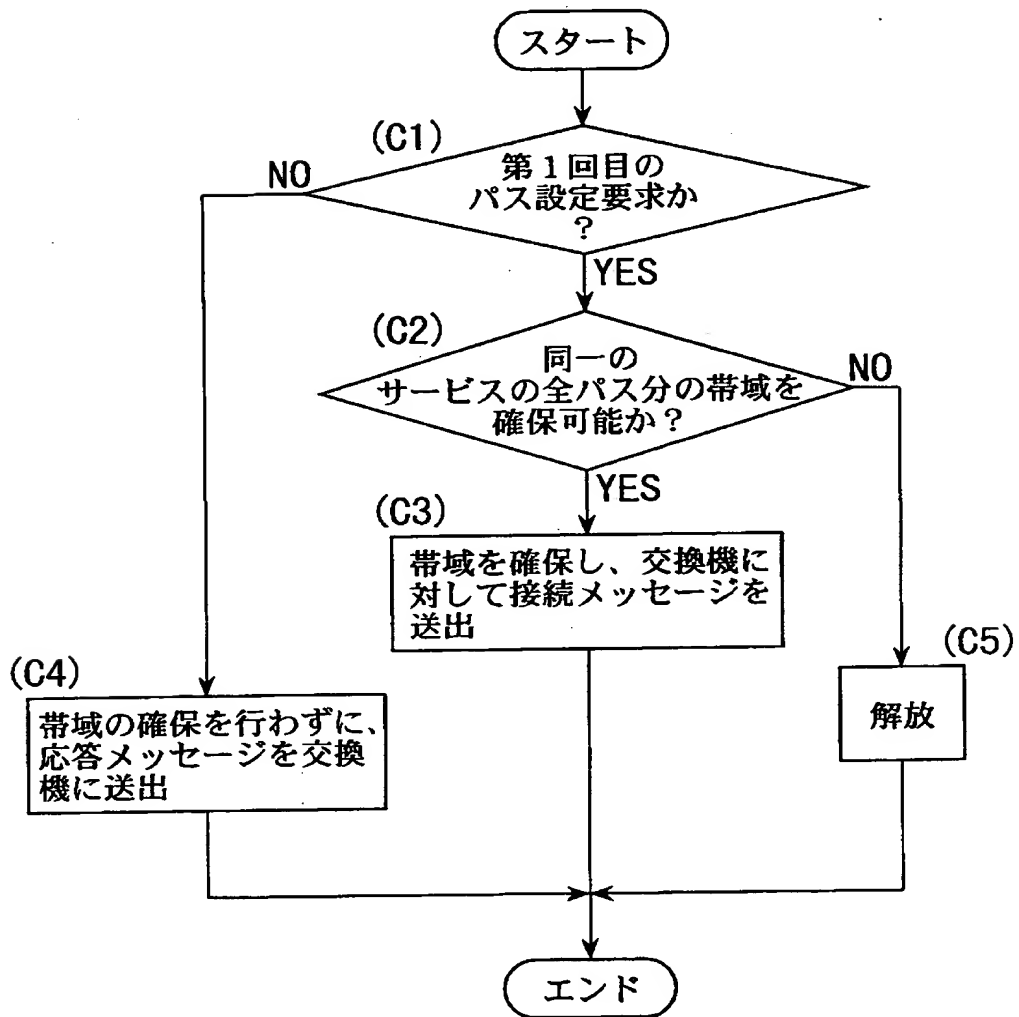 スタート
(C1)
NO
第1回目の
パス設定要求か
?
YES
(C2)
同一の
サービスの全パス分の帯域を
確保可能か?
NO
YES
(C3)
帯域を確保し、交換機に
対して接続メッセージを
送出
(C4)
帯域の確保を行わずに、
応答メッセージを交換
機に送出
(C5)
解放
エンド